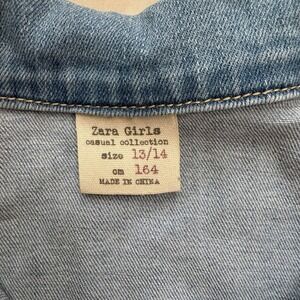 Zara Girls
casual collection
size 13/14
cm 164
MADE IN CHINA